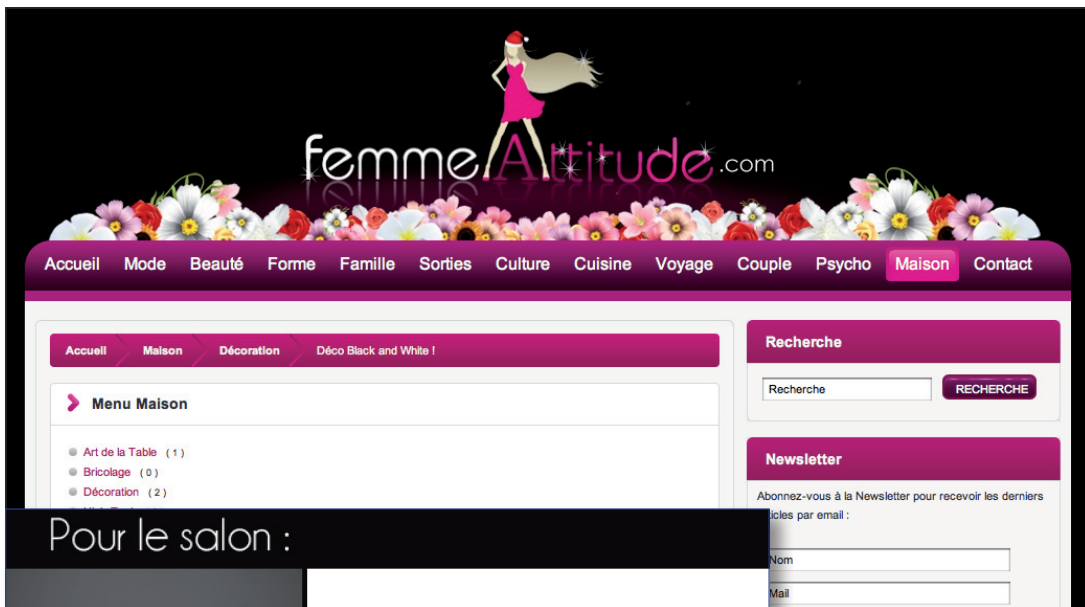 femmeAttitude.com
Accueil Mode Beauté Forme Famille Sorties Culture Cuisine Voyage Couple Psycho Maison Contact
Accueil Maison Décoration Déco Black and White !
Menu Maison
Art de la Table ( 1 )
Bricolage ( 0 )
Décoration ( 2 )
Pour le salon :
Recherche
Recherche RECHERCHE
Newsletter
Abonnez-vous à la Newsletter pour recevoir les derniers
par email :
Nom
Mail